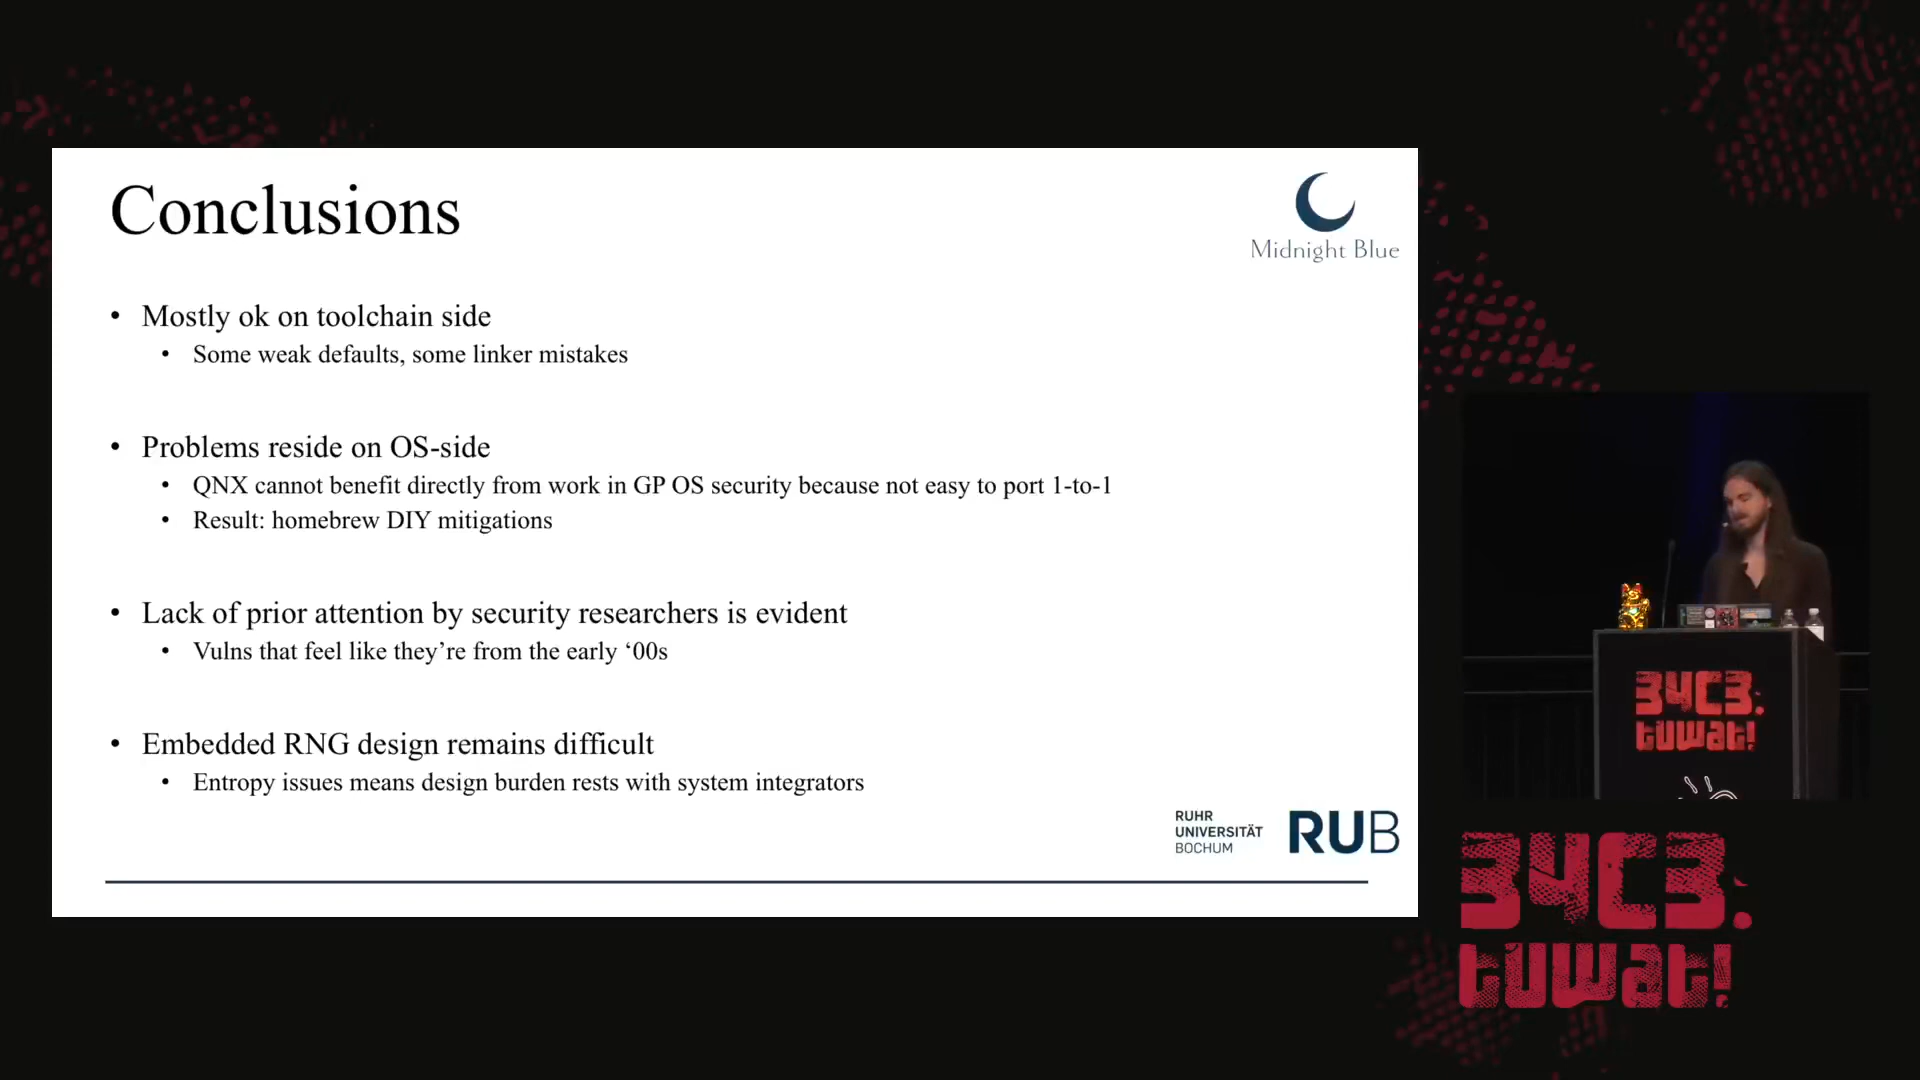 Conclusions
Midnight Blue
• Mostly ok on toolchain side
• Some weak defaults, some linker mistakes
• Problems reside on OS-side
• QNX cannot benefit directly from work in GP OS security because not easy to port 1-to-1
• Result: homebrew DIY mitigations
• Lack of prior attention by security researchers is evident
• Vulns that feel like they’re from the early ‘00s
• Embedded RNG design remains difficult
• Entropy issues means design burden rests with system integrators
RUHR
UNIVERSITÄT
BOCHUM
RUB
34C3.
tuwat!
34C3.
tuwat!